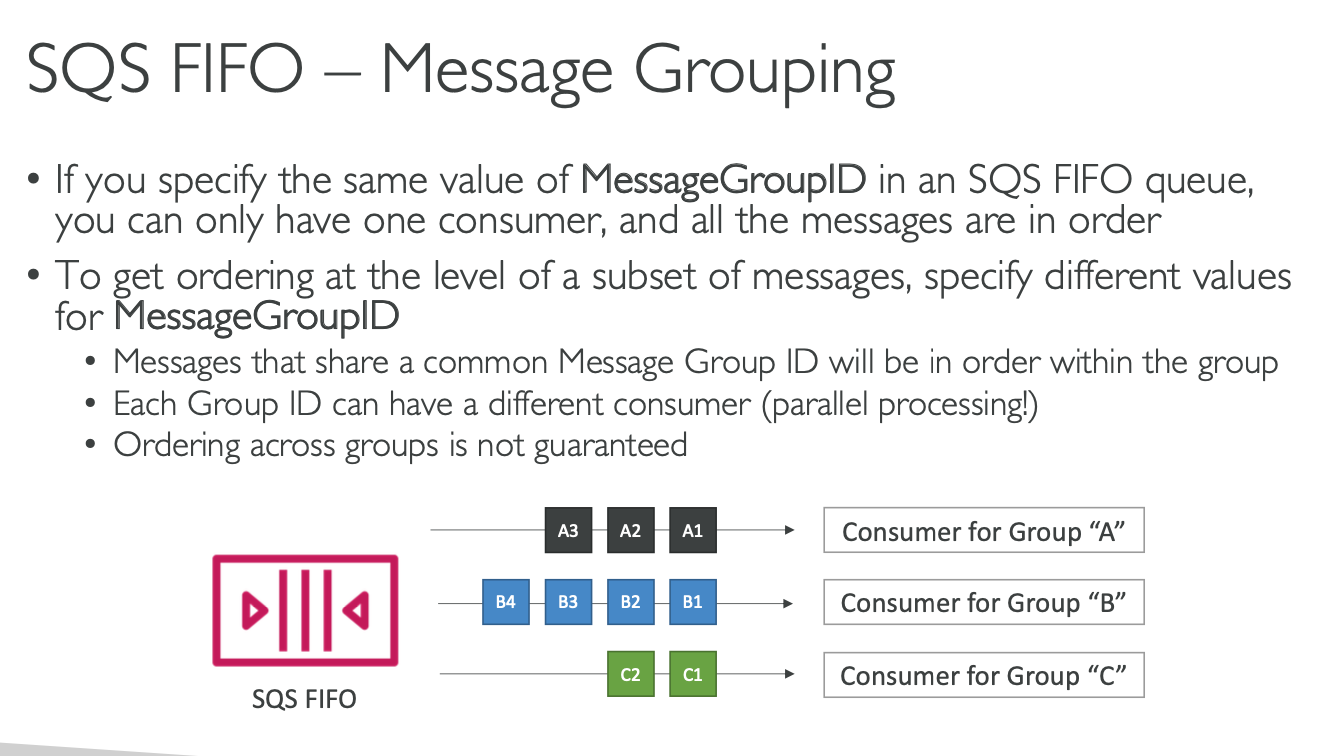 SQS FIFO – Message Grouping
• If you specify the same value of MessageGroupID in an SQS FIFO queue,
you can only have one consumer, and all the messages are in order
• To get ordering at the level of a subset of messages, specify different values
for MessageGroupID
• Messages that share a common Message Group ID will be in order within the group
• Each Group ID can have a different consumer (parallel processing!)
• Ordering across groups is not guaranteed
A3 A2 A1 Consumer for Group “A”
B4 B3 B2 B1 Consumer for Group “B”
C2 C1 Consumer for Group “C”
SQS FIFO